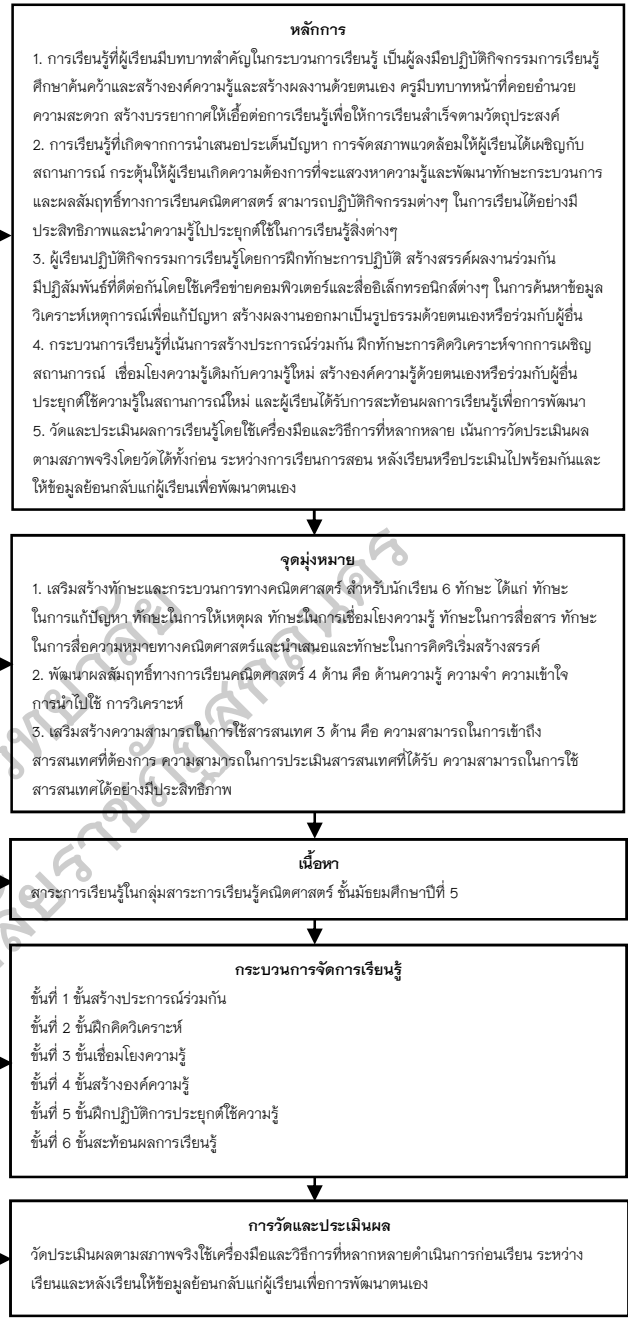 หลักการ
1. การเรียนรู้ที่ผู้เรียนมีบทบาทสำคัญในกระบวนการเรียนรู้ เป็นผู้ลงมือปฏิบัติกิจกรรมการเรียนรู้
ศึกษาค้นคว้าและสร้างองค์ความรู้และสร้างผลงานด้วยตนเอง ครูมีบทบาทหน้าที่คอยอำนวย
ความสะดวก สร้างบรรยากาศให้เอื้อต่อการเรียนรู้เพื่อให้การเรียนสำเร็จตามวัตถุประสงค์
2. การเรียนรู้ที่เกิดจากการนำเสนอประเด็นปัญหา การจัดสภาพแวดล้อมให้ผู้เรียนได้เผชิญกับ
สถานการณ์ กระตุ้นให้ผู้เรียนเกิดความต้องการที่จะแสวงหาความรู้และพัฒนาทักษะกระบวนการ
และผลสัมฤทธิ์ทางการเรียนคณิตศาสตร์ สามารถปฏิบัติกิจกรรมต่างๆ ในการเรียนได้อย่างมี
ประสิทธิภาพและนำความรู้ไปประยุกต์ใช้ในการเรียนรู้สิ่งต่างๆ
3. ผู้เรียนปฏิบัติกิจกรรมการเรียนรู้โดยการฝึกทักษะการปฏิบัติ สร้างสรรค์ผลงานร่วมกัน
มีปฏิสัมพันธ์ที่ดีต่อกันโดยใช้เครือข่ายคอมพิวเตอร์และสื่ออิเล็กทรอนิกส์ต่างๆ ในการค้นหาข้อมูล
วิเคราะห์เหตุการณ์เพื่อแก้ปัญหา สร้างผลงานออกมาเป็นรูปธรรมด้วยตนเองหรือร่วมกับผู้อื่น
4. กระบวนการเรียนรู้ที่เน้นการสร้างประการณ์ร่วมกัน ฝึกทักษะการคิดวิเคราะห์จากการเผชิญ
สถานการณ์ เชื่อมโยงความรู้เดิมกับความรู้ใหม่ สร้างองค์ความรู้ด้วยตนเองหรือร่วมกับผู้อื่น
ประยุกต์ใช้ความรู้ในสถานการณ์ใหม่ และผู้เรียนได้รับการสะท้อนผลการเรียนรู้เพื่อการพัฒนา
5. วัดและประเมินผลการเรียนรู้โดยใช้เครื่องมือและวิธีการที่หลากหลาย เน้นการวัดประเมินผล
ตามสภาพจริงโดยวัดได้ทั้งก่อน ระหว่างการเรียนการสอน หลังเรียนหรือประเมินไปพร้อมกันและ
ให้ข้อมูลย้อนกลับแก่ผู้เรียนเพื่อพัฒนาตนเอง
จุดมุ่งหมาย
1. เสริมสร้างทักษะและกระบวนการทางคณิตศาสตร์ สำหรับนักเรียน 6 ทักษะ ได้แก่ ทักษะ
ในการแก้ปัญหา ทักษะในการให้เหตุผล ทักษะในการเชื่อมโยงความรู้ ทักษะในการสื่อสาร ทักษะ
ในการสื่อความหมายทางคณิตศาสตร์และนำเสนอและทักษะในการคิดริเริ่มสร้างสรรค์
2. พัฒนาผลสัมฤทธิ์ทางการเรียนคณิตศาสตร์ 4 ด้าน คือ ด้านความรู้ ความจำ ความเข้าใจ
การนำไปใช้ การวิเคราะห์
3. เสริมสร้างความสามารถในการใช้สารสนเทศ 3 ด้าน คือ ความสามารถในการเข้าถึง
สารสนเทศที่ต้องการ ความสามารถในการประเมินสารสนเทศที่ได้รับ ความสามารถในการใช้
สารสนเทศได้อย่างมีประสิทธิภาพ
เนื้อหา
สาระการเรียนรู้ในกลุ่มสาระการเรียนรู้คณิตศาสตร์ ชั้นมัธยมศึกษาปีที่ 5
กระบวนการจัดการเรียนรู้
ขั้นที่ 1 ขั้นสร้างประการณ์ร่วมกัน
ขั้นที่ 2 ขั้นฝึกคิดวิเคราะห์
ขั้นที่ 3 ขั้นเชื่อมโยงความรู้
ขั้นที่ 4 ขั้นสร้างองค์ความรู้
ขั้นที่ 5 ขั้นฝึกปฏิบัติการประยุกต์ใช้ความรู้
ขั้นที่ 6 ขั้นสะท้อนผลการเรียนรู้
การวัดและประเมินผล
วัดประเมินผลตามสภาพจริงใช้เครื่องมือและวิธีการที่หลากหลายดำเนินการก่อนเรียน ระหว่าง
เรียนและหลังเรียนให้ข้อมูลย้อนกลับแก่ผู้เรียนเพื่อการพัฒนาตนเอง